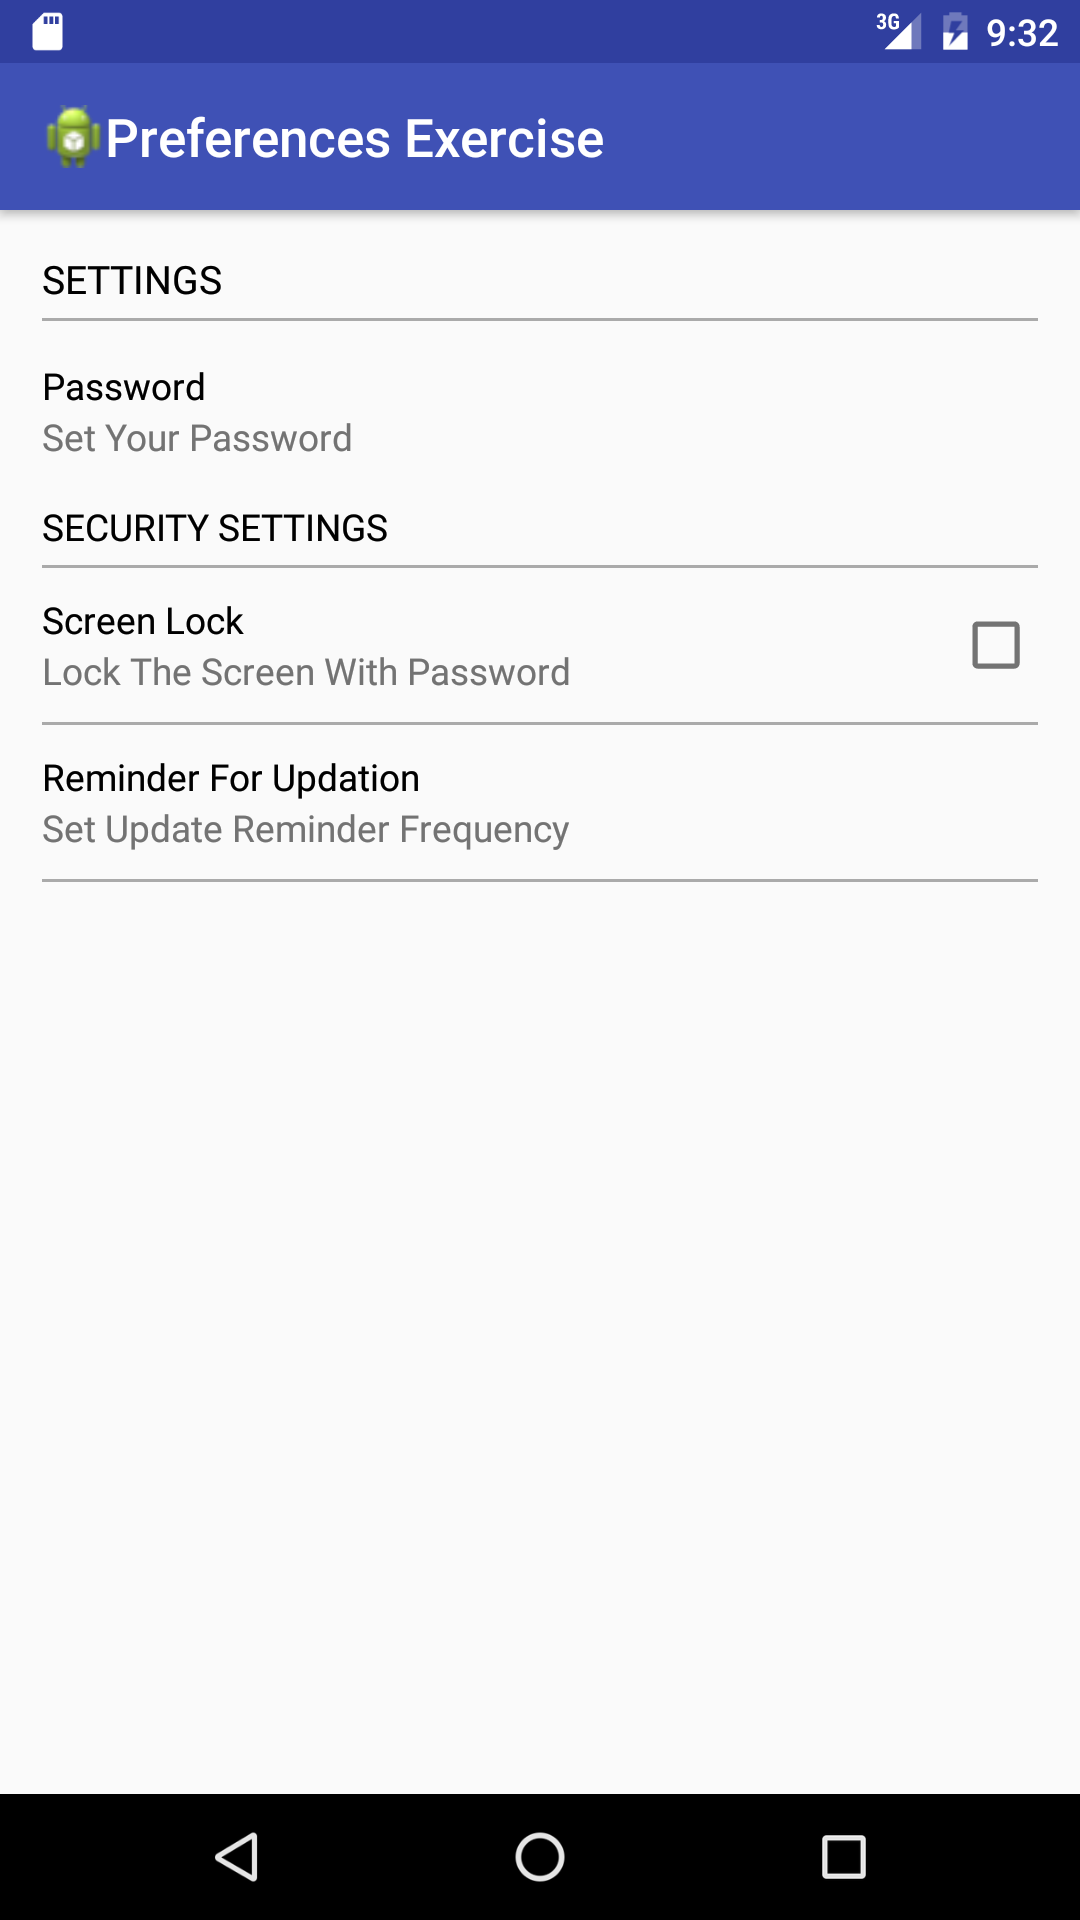 3G 9:32
Preferences Exercise
SETTINGS
Password
Set Your Password
SECURITY SETTINGS
Screen Lock
Lock The Screen With Password
Reminder For Updation
Set Update Reminder Frequency